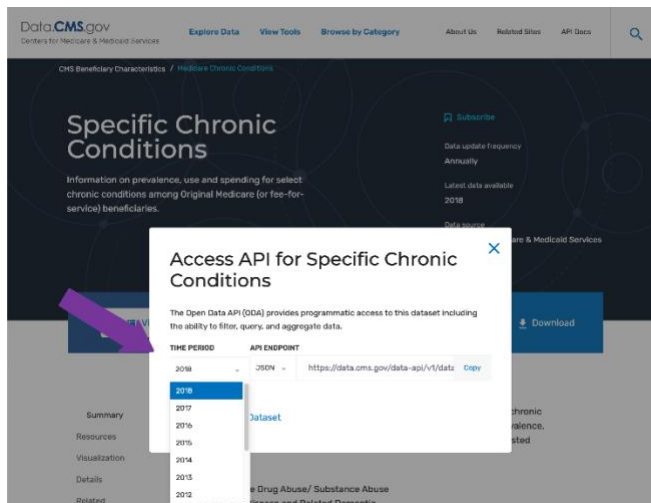 Data.CMS.gov
Centers for Medicare & Medicaid Services
Explore Data View Tools Browse by Category About Us Related Sites API Docs
CMS Beneficiary Characteristics / Medicare Chronic Conditions
Specific Chronic
Conditions
Information on prevalence, use and spending for select
chronic conditions among Original Medicare (or fee-for-
service) beneficiaries.
Subscribe
Data update frequency
Annually
Latest data available
2018
Data source
are & Medicaid Services
Access API for Specific Chronic
Conditions
The Open Data API (ODA) provides programmatic access to this dataset including
the ability to filter, query, and aggregate data.
TIME PERIOD API ENDPOINT
2018 JSON https://data.cms.gov/data-api/v1/data Copy
2018
2017
2016
2015
2014
2013
2012
Dataset
Download
Summary
Resources
Visualization
Details
Related
chronic
valence,
sted
e Drug Abuse/ Substance Abuse